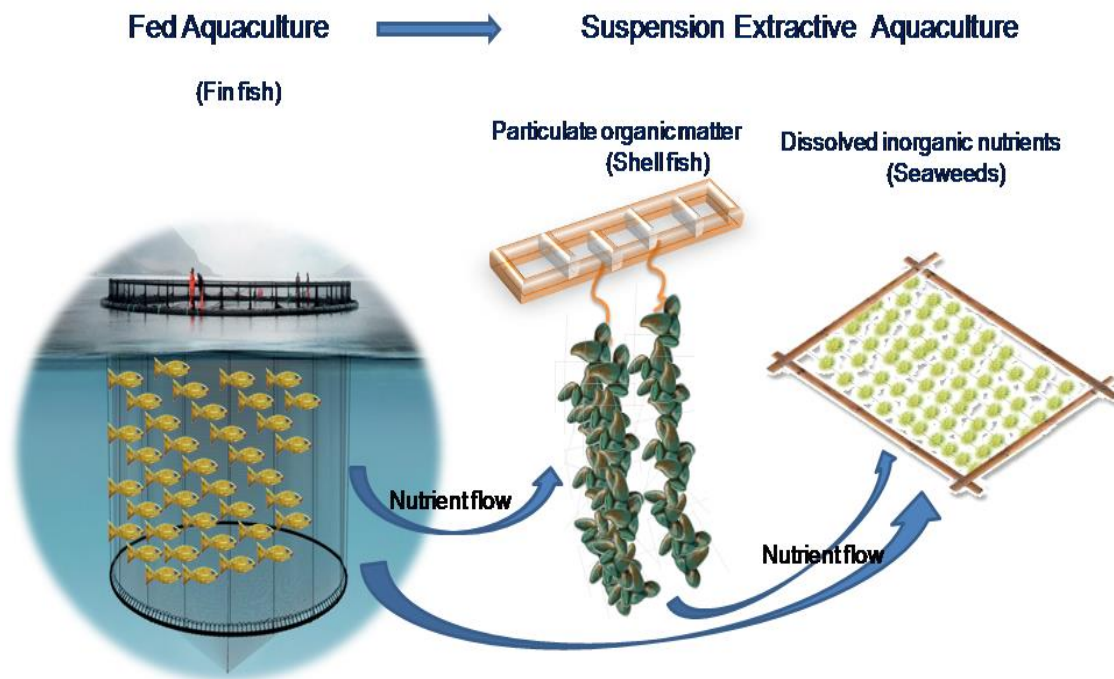 Fed Aquaculture
Suspension Extractive Aquaculture
(Fin fish)
Particulate organic matter
(Shell fish)
Dissolved inorganic nutrients
(Seaweeds)
Nutrient flow
Nutrient flow